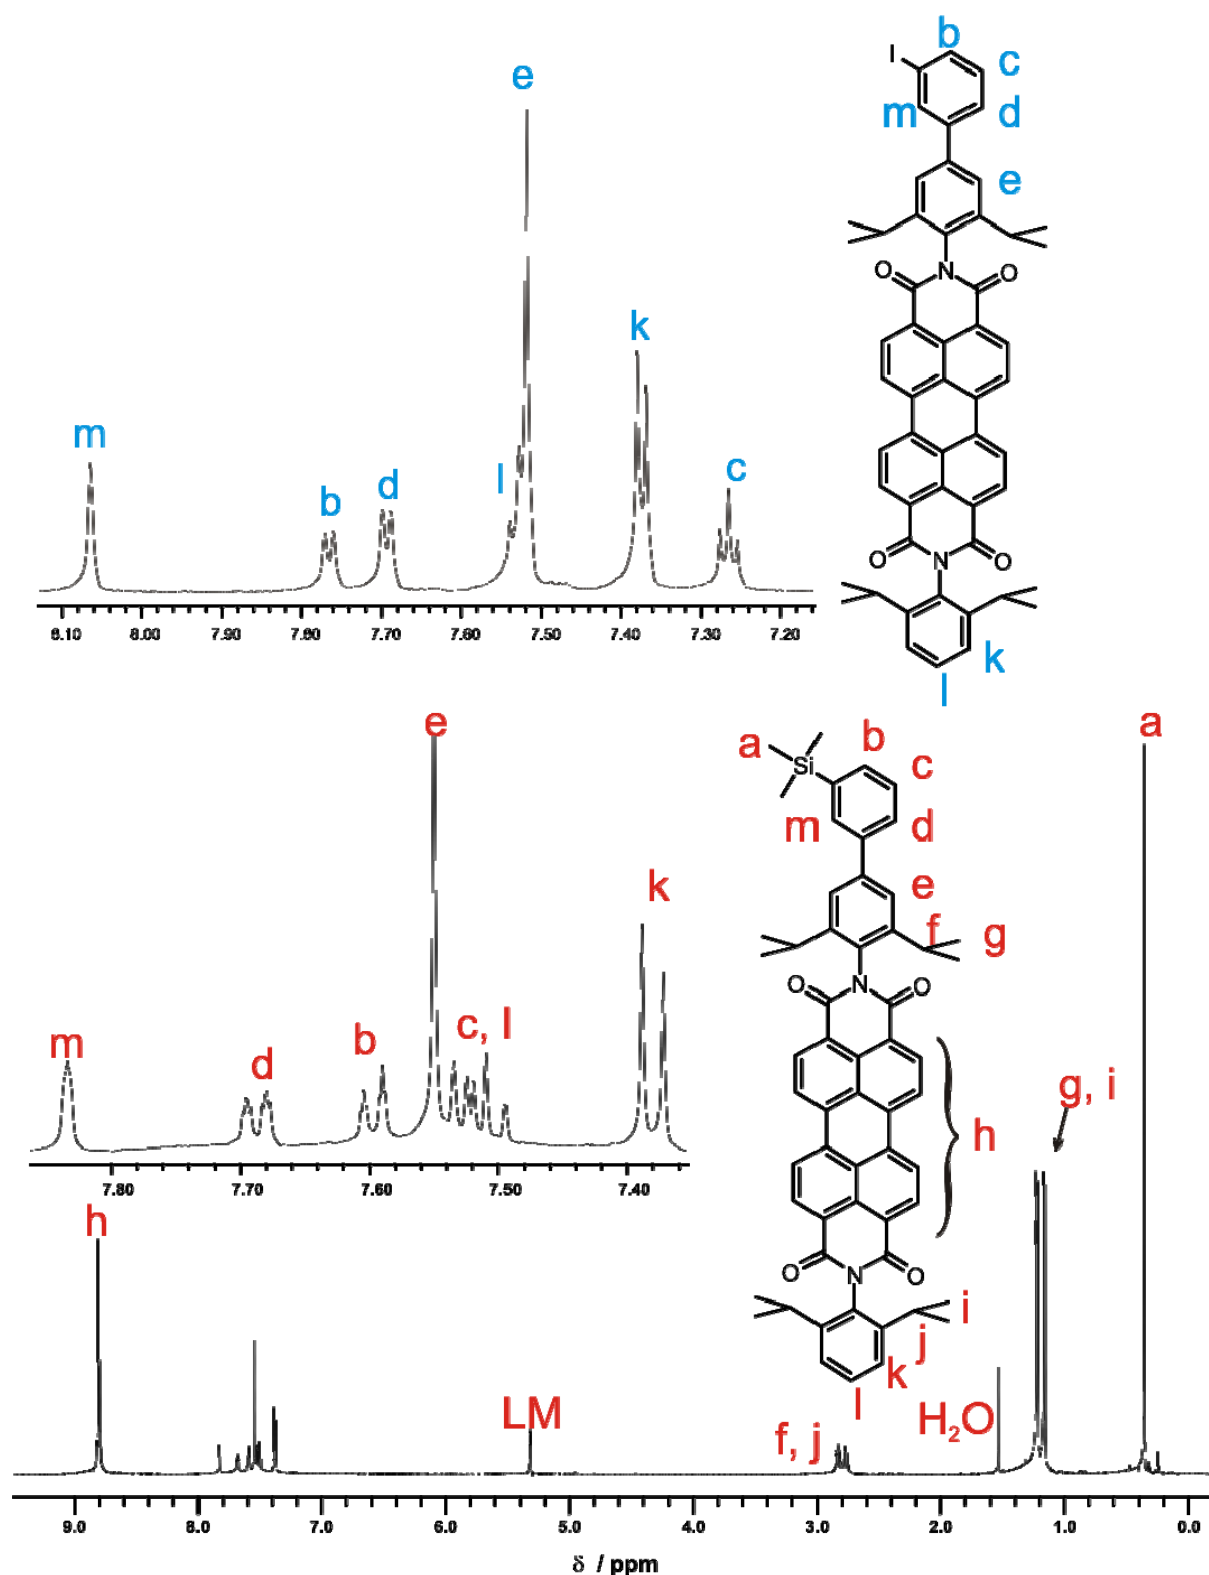 b
I
c
m
d
e
e
O
N
O
k
m
b
d
l
c
8.10 8.00 7.90 7.80 7.70 7.60 7.50 7.40 7.30 7.20
O
N
O
k
l
e
a
Si
b
c
m
d
e
f
g
O
N
O
h
O
N
O
i
j
k
l
m
d
b
c, l
k
7.80 7.70 7.60 7.50 7.40
a
g, i
h
LM
f, j
H2O
9.0 8.0 7.0 6.0 5.0 4.0 3.0 2.0 1.0 0.0
δ / ppm